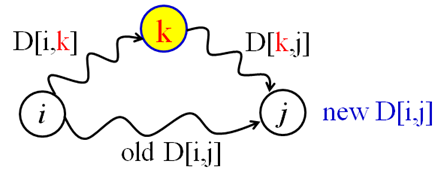 k
D[i,k]
D[k,j]
i
j
new D[i,j]
old D[i,j]